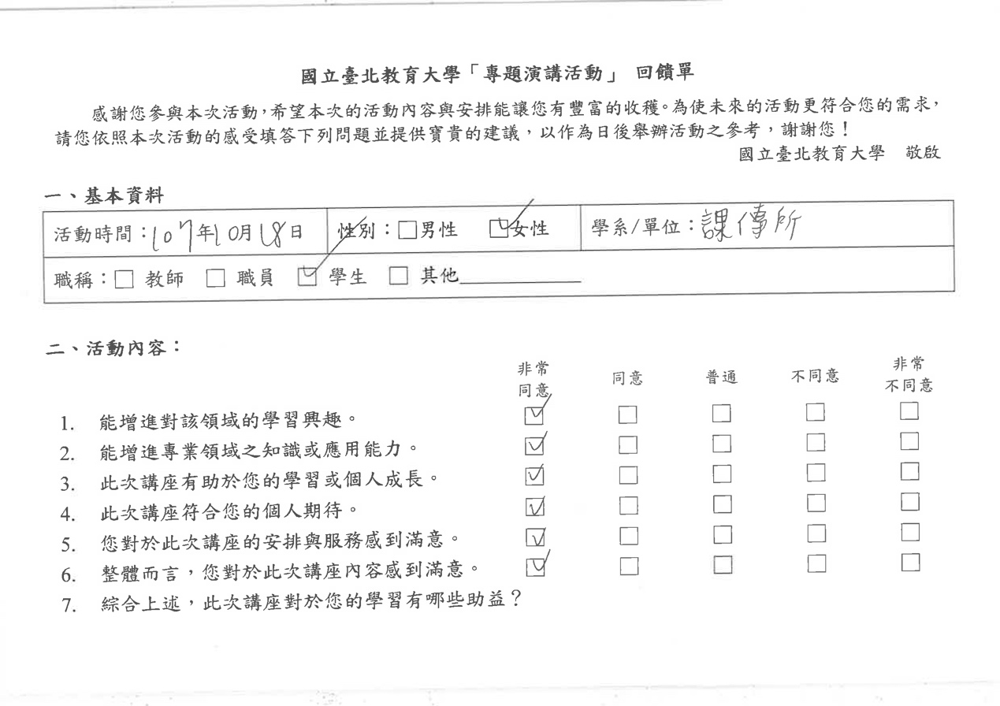 國立臺北教育大學「專題演講活動」 回饋單
感謝您參與本次活動，希望本次的活動內容與安排能讓您有豐富的收穫。為使未來的活動更符合您的需求，
請您依照本次活動的感受填答下列問題並提供寶貴的建議，以作為日後舉辦活動之參考，謝謝您！
國立臺北教育大學 敬啟
一、基本資料
活動時間：107年10月18日 性別：□男性 ☑女性 學系/單位：課傳所
職稱：□ 教師 □ 職員 ☑ 學生 □ 其他__________
二、活動內容：
非常同意 同意 普通 不同意 非常不同意
1. 能增進對該領域的學習興趣。 ☑ □ □ □ □
2. 能增進專業領域之知識或應用能力。 ☑ □ □ □ □
3. 此次講座有助於您的學習或個人成長。 ☑ □ □ □ □
4. 此次講座符合您的個人期待。 ☑ □ □ □ □
5. 您對於此次講座的安排與服務感到滿意。 ☑ □ □ □ □
6. 整體而言，您對於此次講座內容感到滿意。 ☑ □ □ □ □
7. 綜合上述，此次講座對於您的學習有哪些助益？